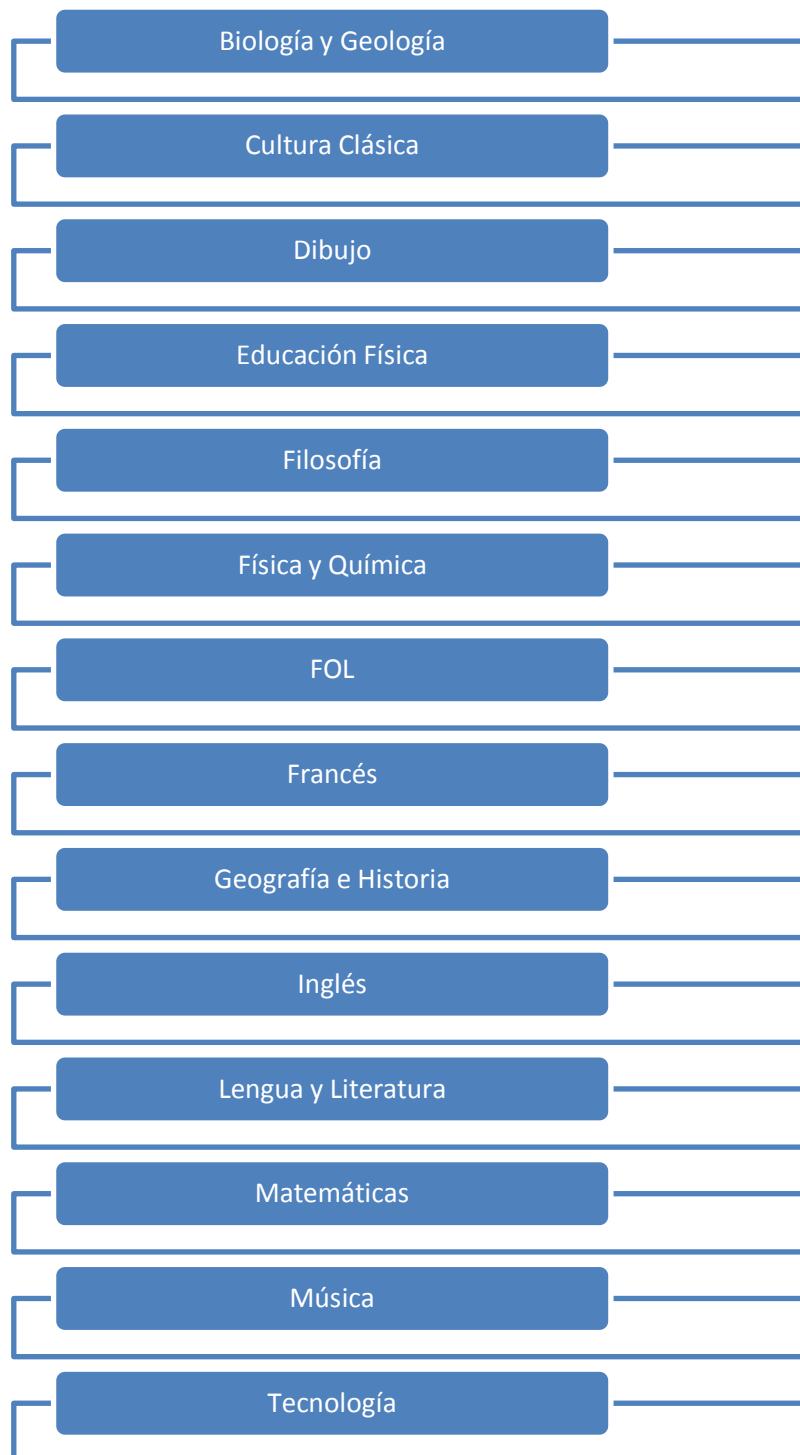 Biología y Geología
Cultura Clásica
Dibujo
Educación Física
Filosofía
Física y Química
FOL
Francés
Geografía e Historia
Inglés
Lengua y Literatura
Matemáticas
Música
Tecnología